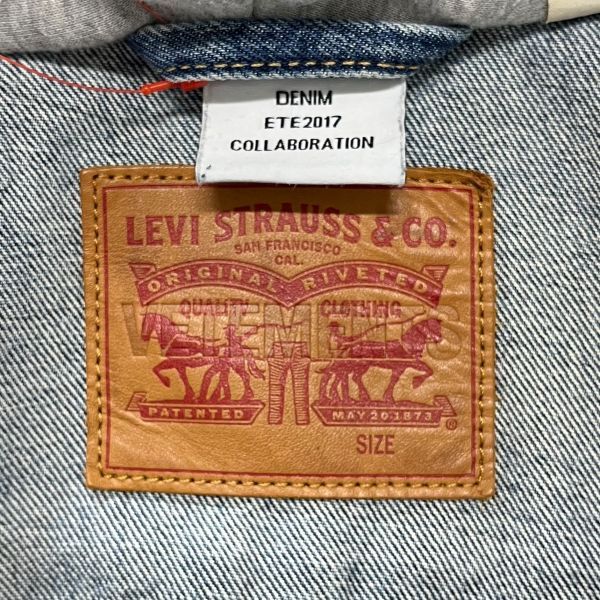 DENIM
ETE2017
COLLABORATION
LEVI STRAUSS & CO.
SAN FRANCISCO
CAL.
ORIGINAL RIVETED
QUALITY CLOTHING
VETEMENTS
PATENTED MAY 20 1873 ®
SIZE